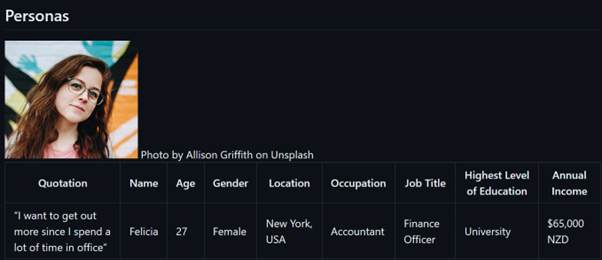 Personas
Photo by Allison Griffith on Unsplash
Quotation Name Age Gender Location Occupation Job Title Highest Level of Education Annual Income
“I want to get out more since I spend a lot of time in office” Felicia 27 Female New York, USA Accountant Finance Officer University $65,000 NZD